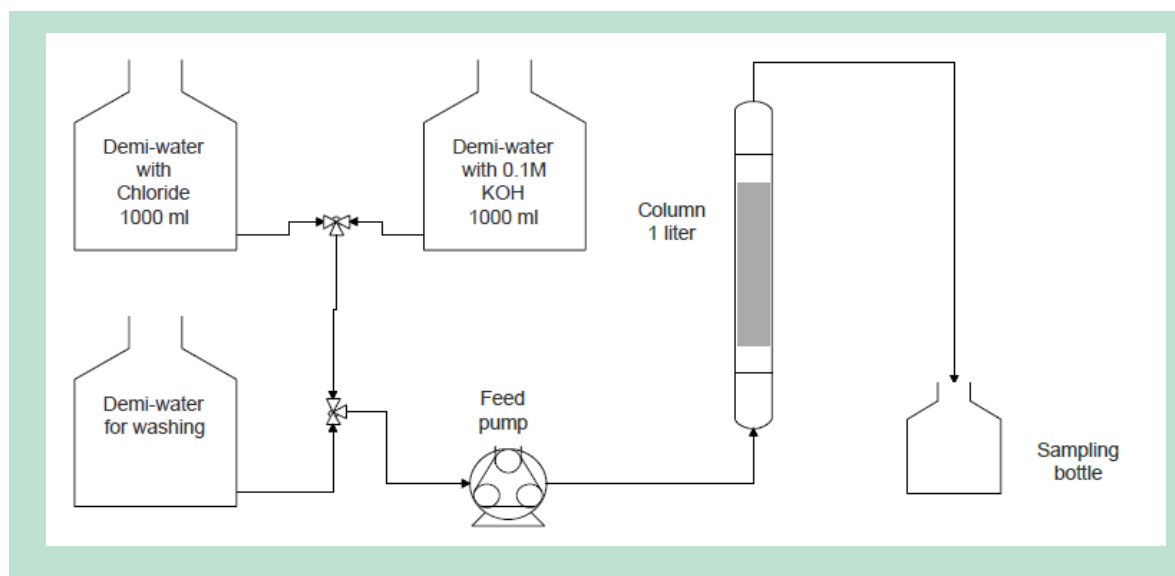 Demi-water
with
Chloride
1000 ml
Demi-water
with 0.1M
KOH
1000 ml
Column
1 liter
Demi-water
for washing
Feed
pump
Sampling
bottle